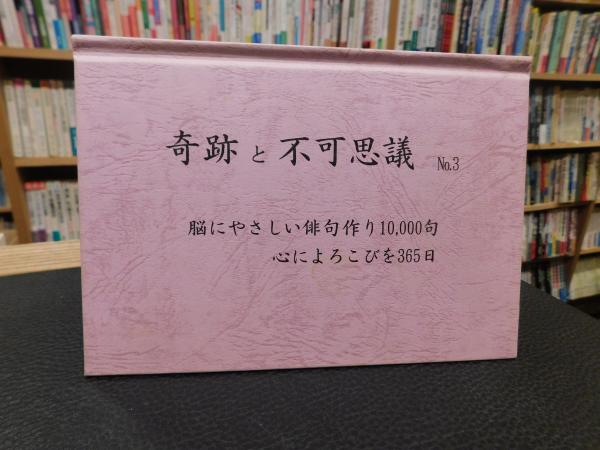 奇跡と不可思議 No.3
脳にやさしい俳句作り10,000句
心によろこびを365日